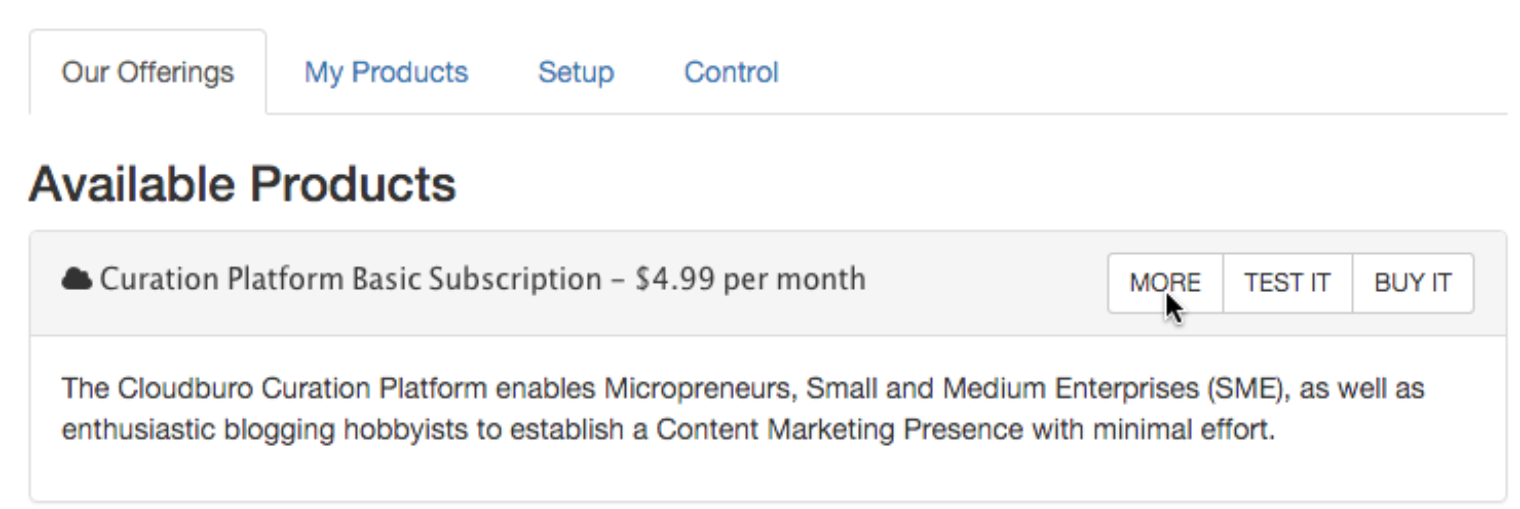 Our Offerings My Products Setup Control
Available Products
Curation Platform Basic Subscription – $4.99 per month MORE TEST IT BUY IT
The Cloudburo Curation Platform enables Micropreneurs, Small and Medium Enterprises (SME), as well as
enthusiastic blogging hobbyists to establish a Content Marketing Presence with minimal effort.